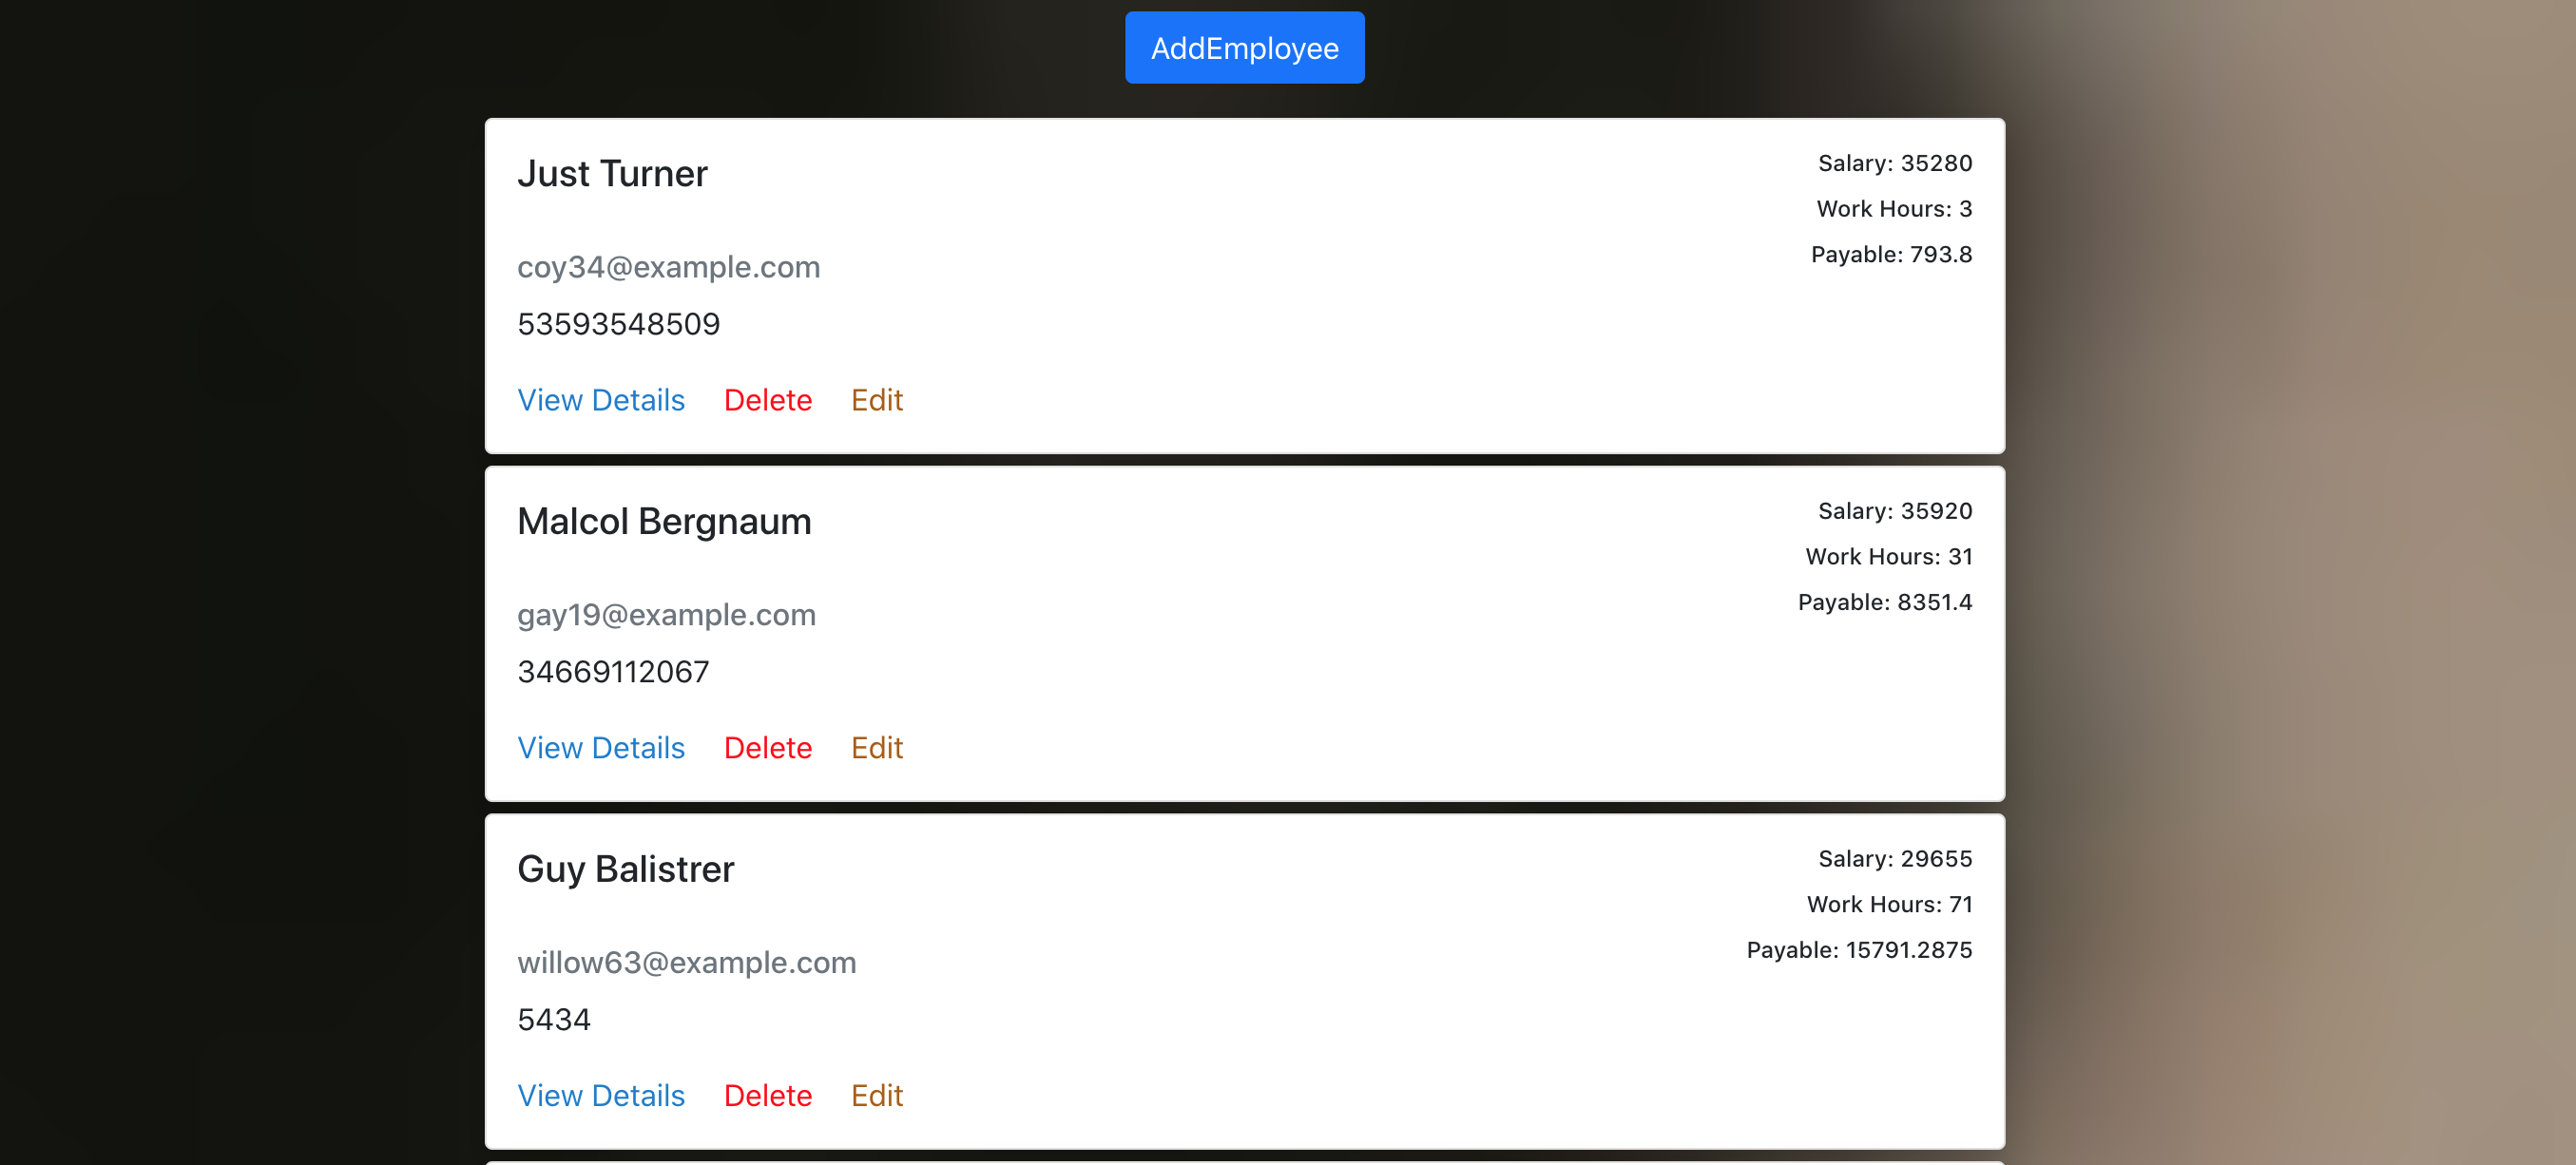 AddEmployee
Just Turner
Salary: 35280
Work Hours: 3
Payable: 793.8
coy34@example.com
53593548509
View Details Delete Edit
Malcol Bergnaum
Salary: 35920
Work Hours: 31
Payable: 8351.4
gay19@example.com
34669112067
View Details Delete Edit
Guy Balistrer
Salary: 29655
Work Hours: 71
Payable: 15791.2875
willow63@example.com
5434
View Details Delete Edit